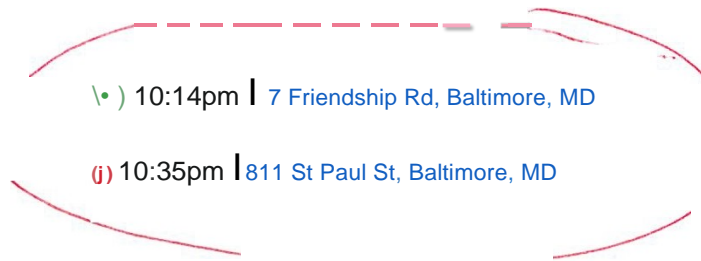 \• ) 10:14pm | 7 Friendship Rd, Baltimore, MD
(j) 10:35pm | 811 St Paul St, Baltimore, MD